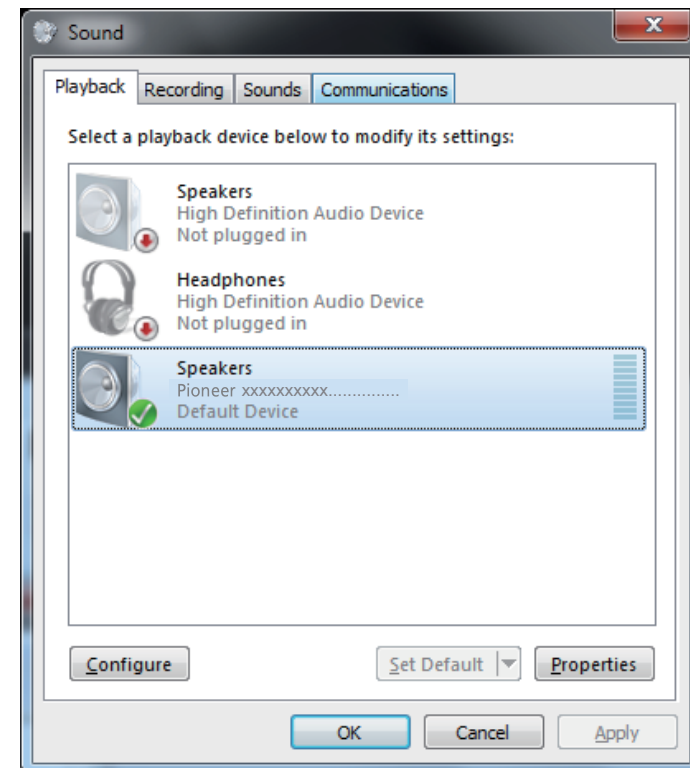 Sound
Playback Recording Sounds Communications
Select a playback device below to modify its settings:
Speakers
High Definition Audio Device
Not plugged in
Headphones
High Definition Audio Device
Not plugged in
Speakers
Pioneer xxxxxxxxxx...............
Default Device
Configure Set Default Properties
OK Cancel Apply